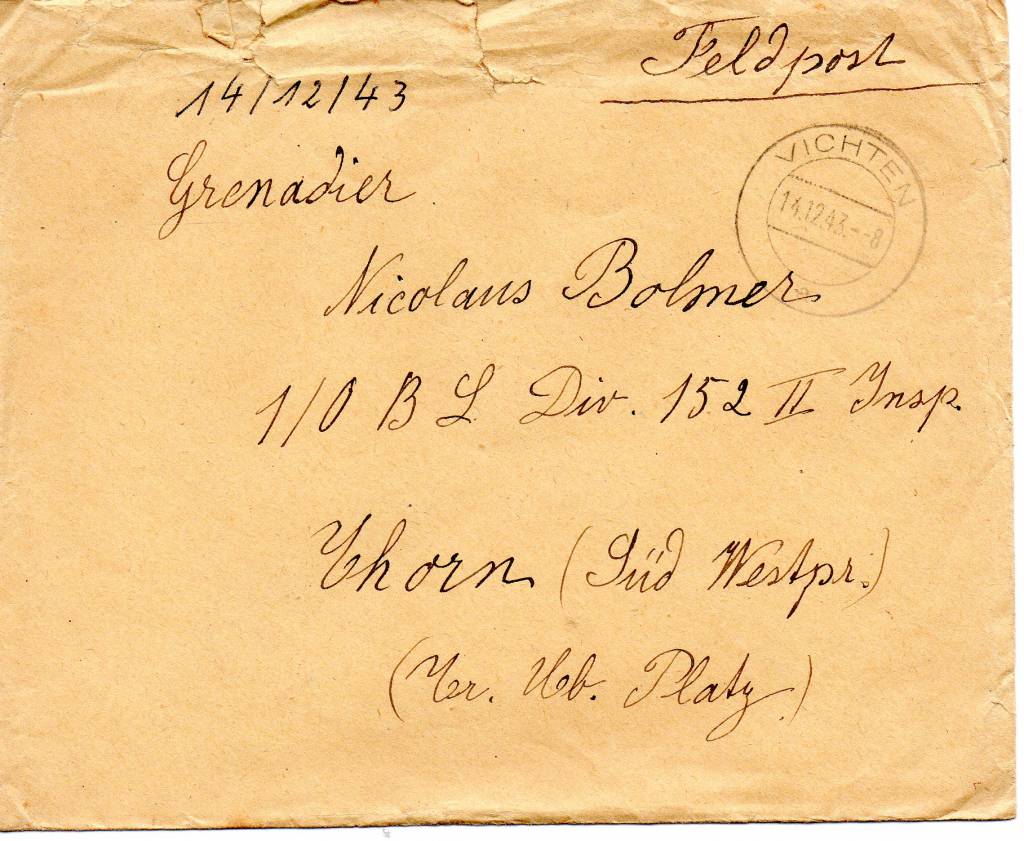 Feldpost
14/12/43
VICHTEN
14.12.43.--8
Grenadier
Nicolaus Bolmer
1/O B L Div. 152 II Insp.
Thorn (Süd Westpr.)
(Tr. Üb. Platz)